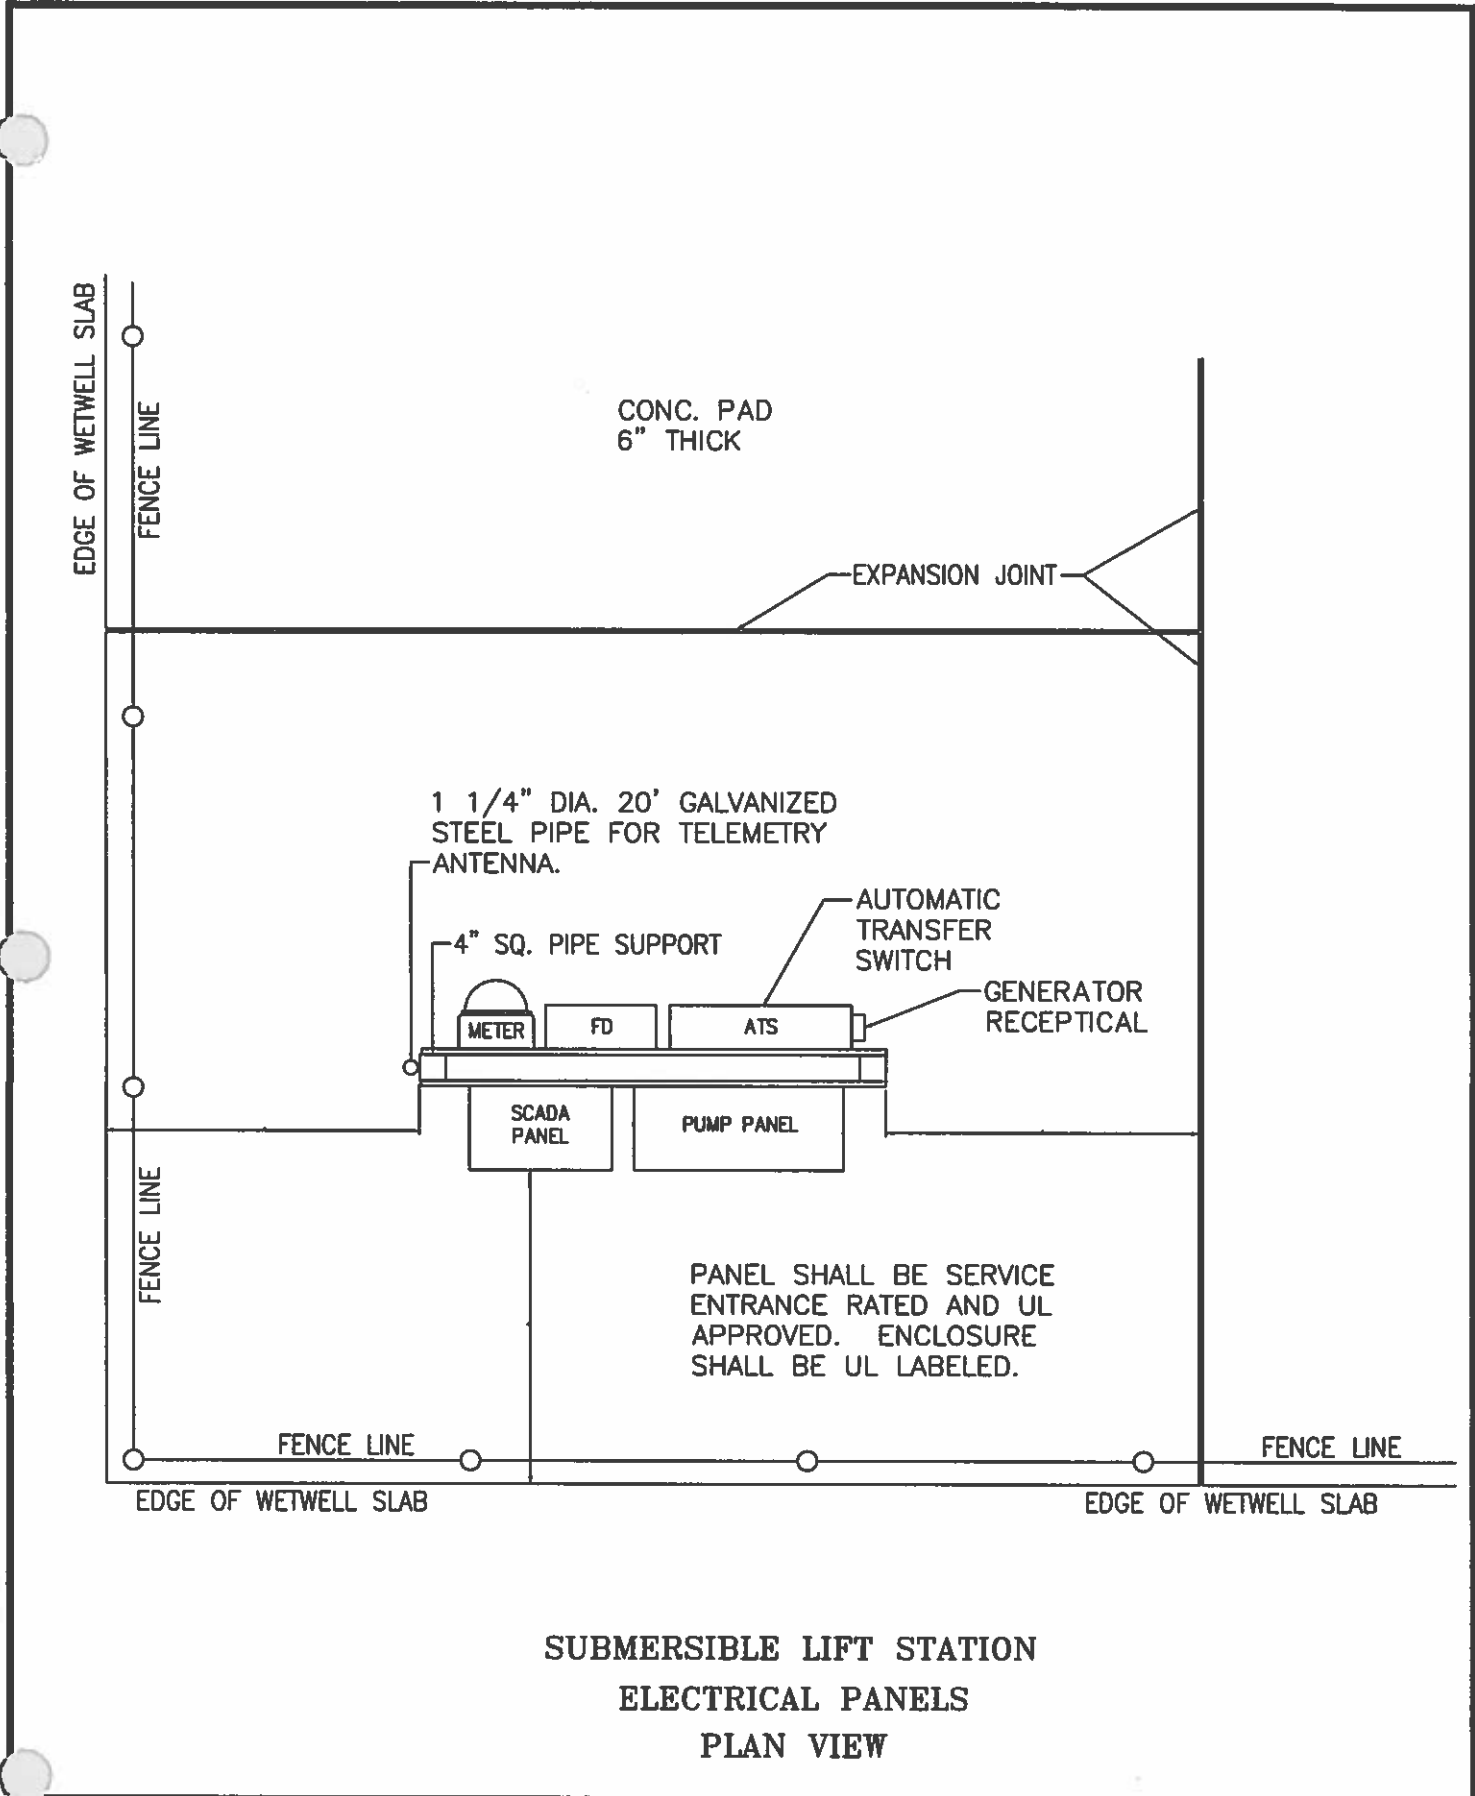 EDGE OF WETWELL SLAB
FENCE LINE
CONC. PAD
6" THICK
EXPANSION JOINT
1 1/4" DIA. 20' GALVANIZED
STEEL PIPE FOR TELEMETRY
ANTENNA.
4" SQ. PIPE SUPPORT
AUTOMATIC
TRANSFER
SWITCH
GENERATOR
RECEPTICAL
METER
FD
ATS
SCADA
PANEL
PUMP PANEL
FENCE LINE
PANEL SHALL BE SERVICE
ENTRANCE RATED AND UL
APPROVED. ENCLOSURE
SHALL BE UL LABELED.
FENCE LINE
FENCE LINE
EDGE OF WETWELL SLAB
EDGE OF WETWELL SLAB
SUBMERSIBLE LIFT STATION
ELECTRICAL PANELS
PLAN VIEW